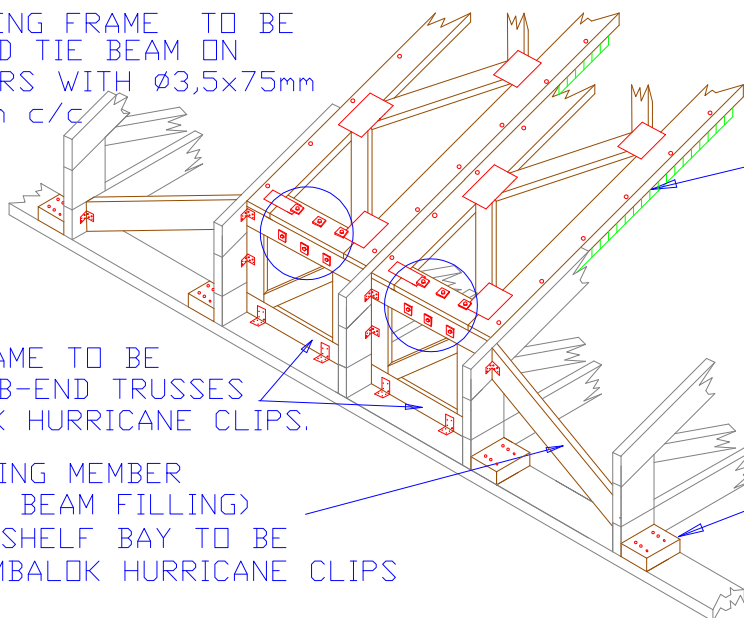 ING FRAME TO BE
D TIE BEAM ON
RS WITH Ø3,5x75mm
c/c
AME TO BE
B-END TRUSSES
K HURRICANE CLIPS.
ING MEMBER
BEAM FILLING)
SHELF BAY TO BE
MBALOK HURRICANE CLIPS